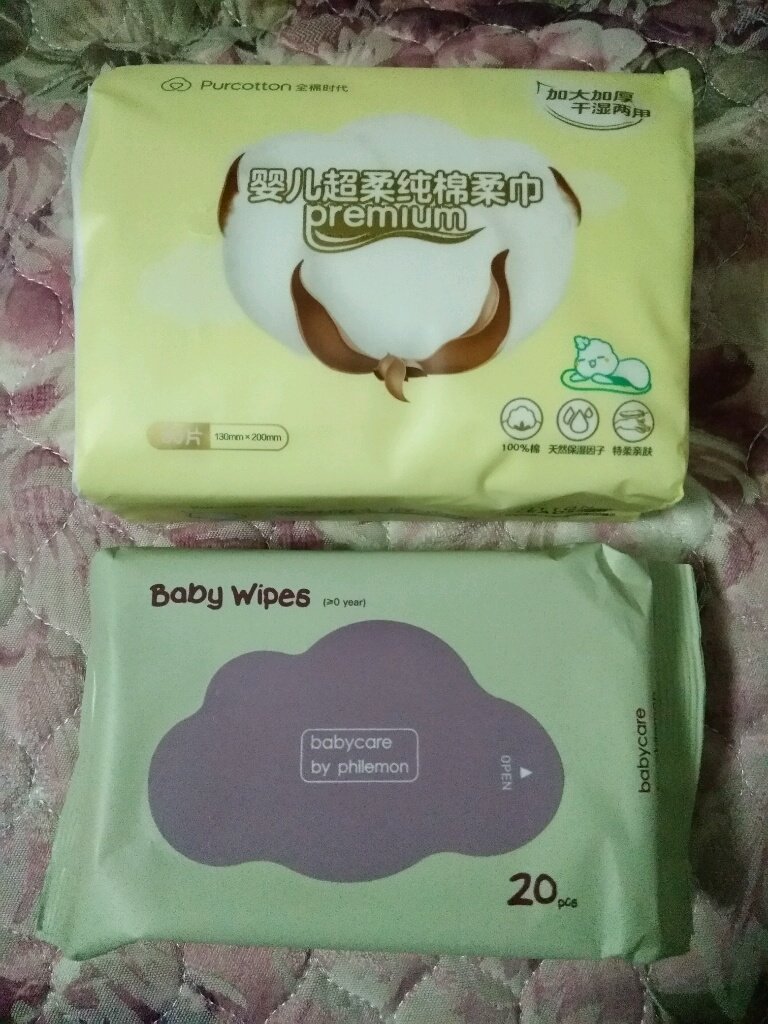 Purcotton 全棉时代
加大加厚
干湿两用
婴儿超柔纯棉柔巾
premium
片 130mm×200mm
100%棉 天然保湿因子 特柔亲肤
Baby Wipes (≥0 year)
babycare
by philemon
OPEN
babycare
20pcs